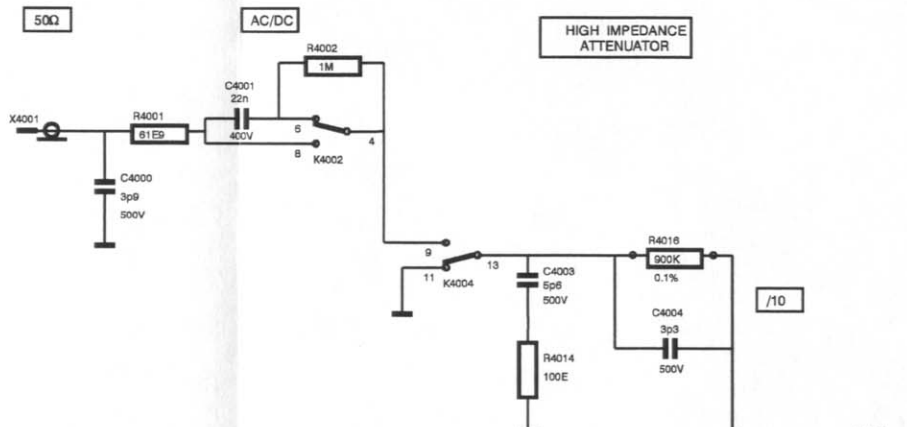 50Ω
AC/DC
HIGH IMPEDANCE
ATTENUATOR
R4002
1M
C4001
22n
400V
X4001
R4001
61E9
5
4
8
K4002
C4000
3p9
500V
9
11
K4004
13
C4003
5p6
500V
R4016
900K
0.1%
/10
C4004
3p3
500V
R4014
100E